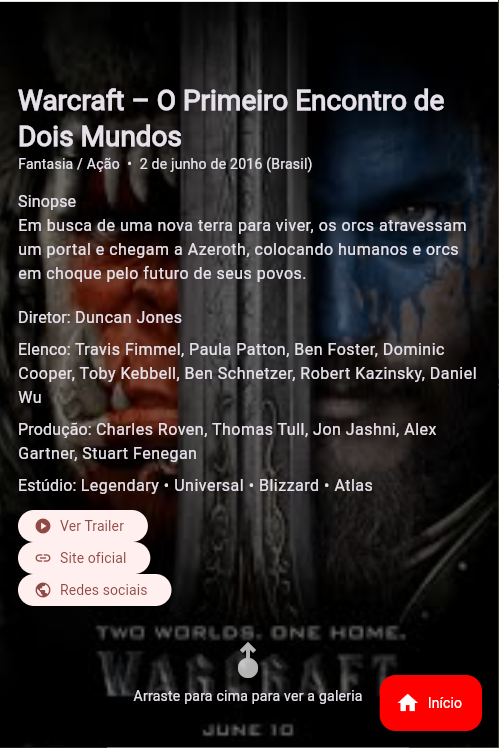 Warcraft – O Primeiro Encontro de
Dois Mundos
Fantasia / Ação • 2 de junho de 2016 (Brasil)
Sinopse
Em busca de uma nova terra para viver, os orcs atravessam
um portal e chegam a Azeroth, colocando humanos e orcs
em choque pelo futuro de seus povos.
Diretor: Duncan Jones
Elenco: Travis Fimmel, Paula Patton, Ben Foster, Dominic
Cooper, Toby Kebbell, Ben Schnetzer, Robert Kazinsky, Daniel
Wu
Produção: Charles Roven, Thomas Tull, Jon Jashni, Alex
Gartner, Stuart Fenegan
Estúdio: Legendary • Universal • Blizzard • Atlas
Ver Trailer
Site oficial
Redes sociais
TWO WORLDS. ONE HOME.
WARCRAFT
Arraste para cima para ver a galeria
Início
JUNE 10